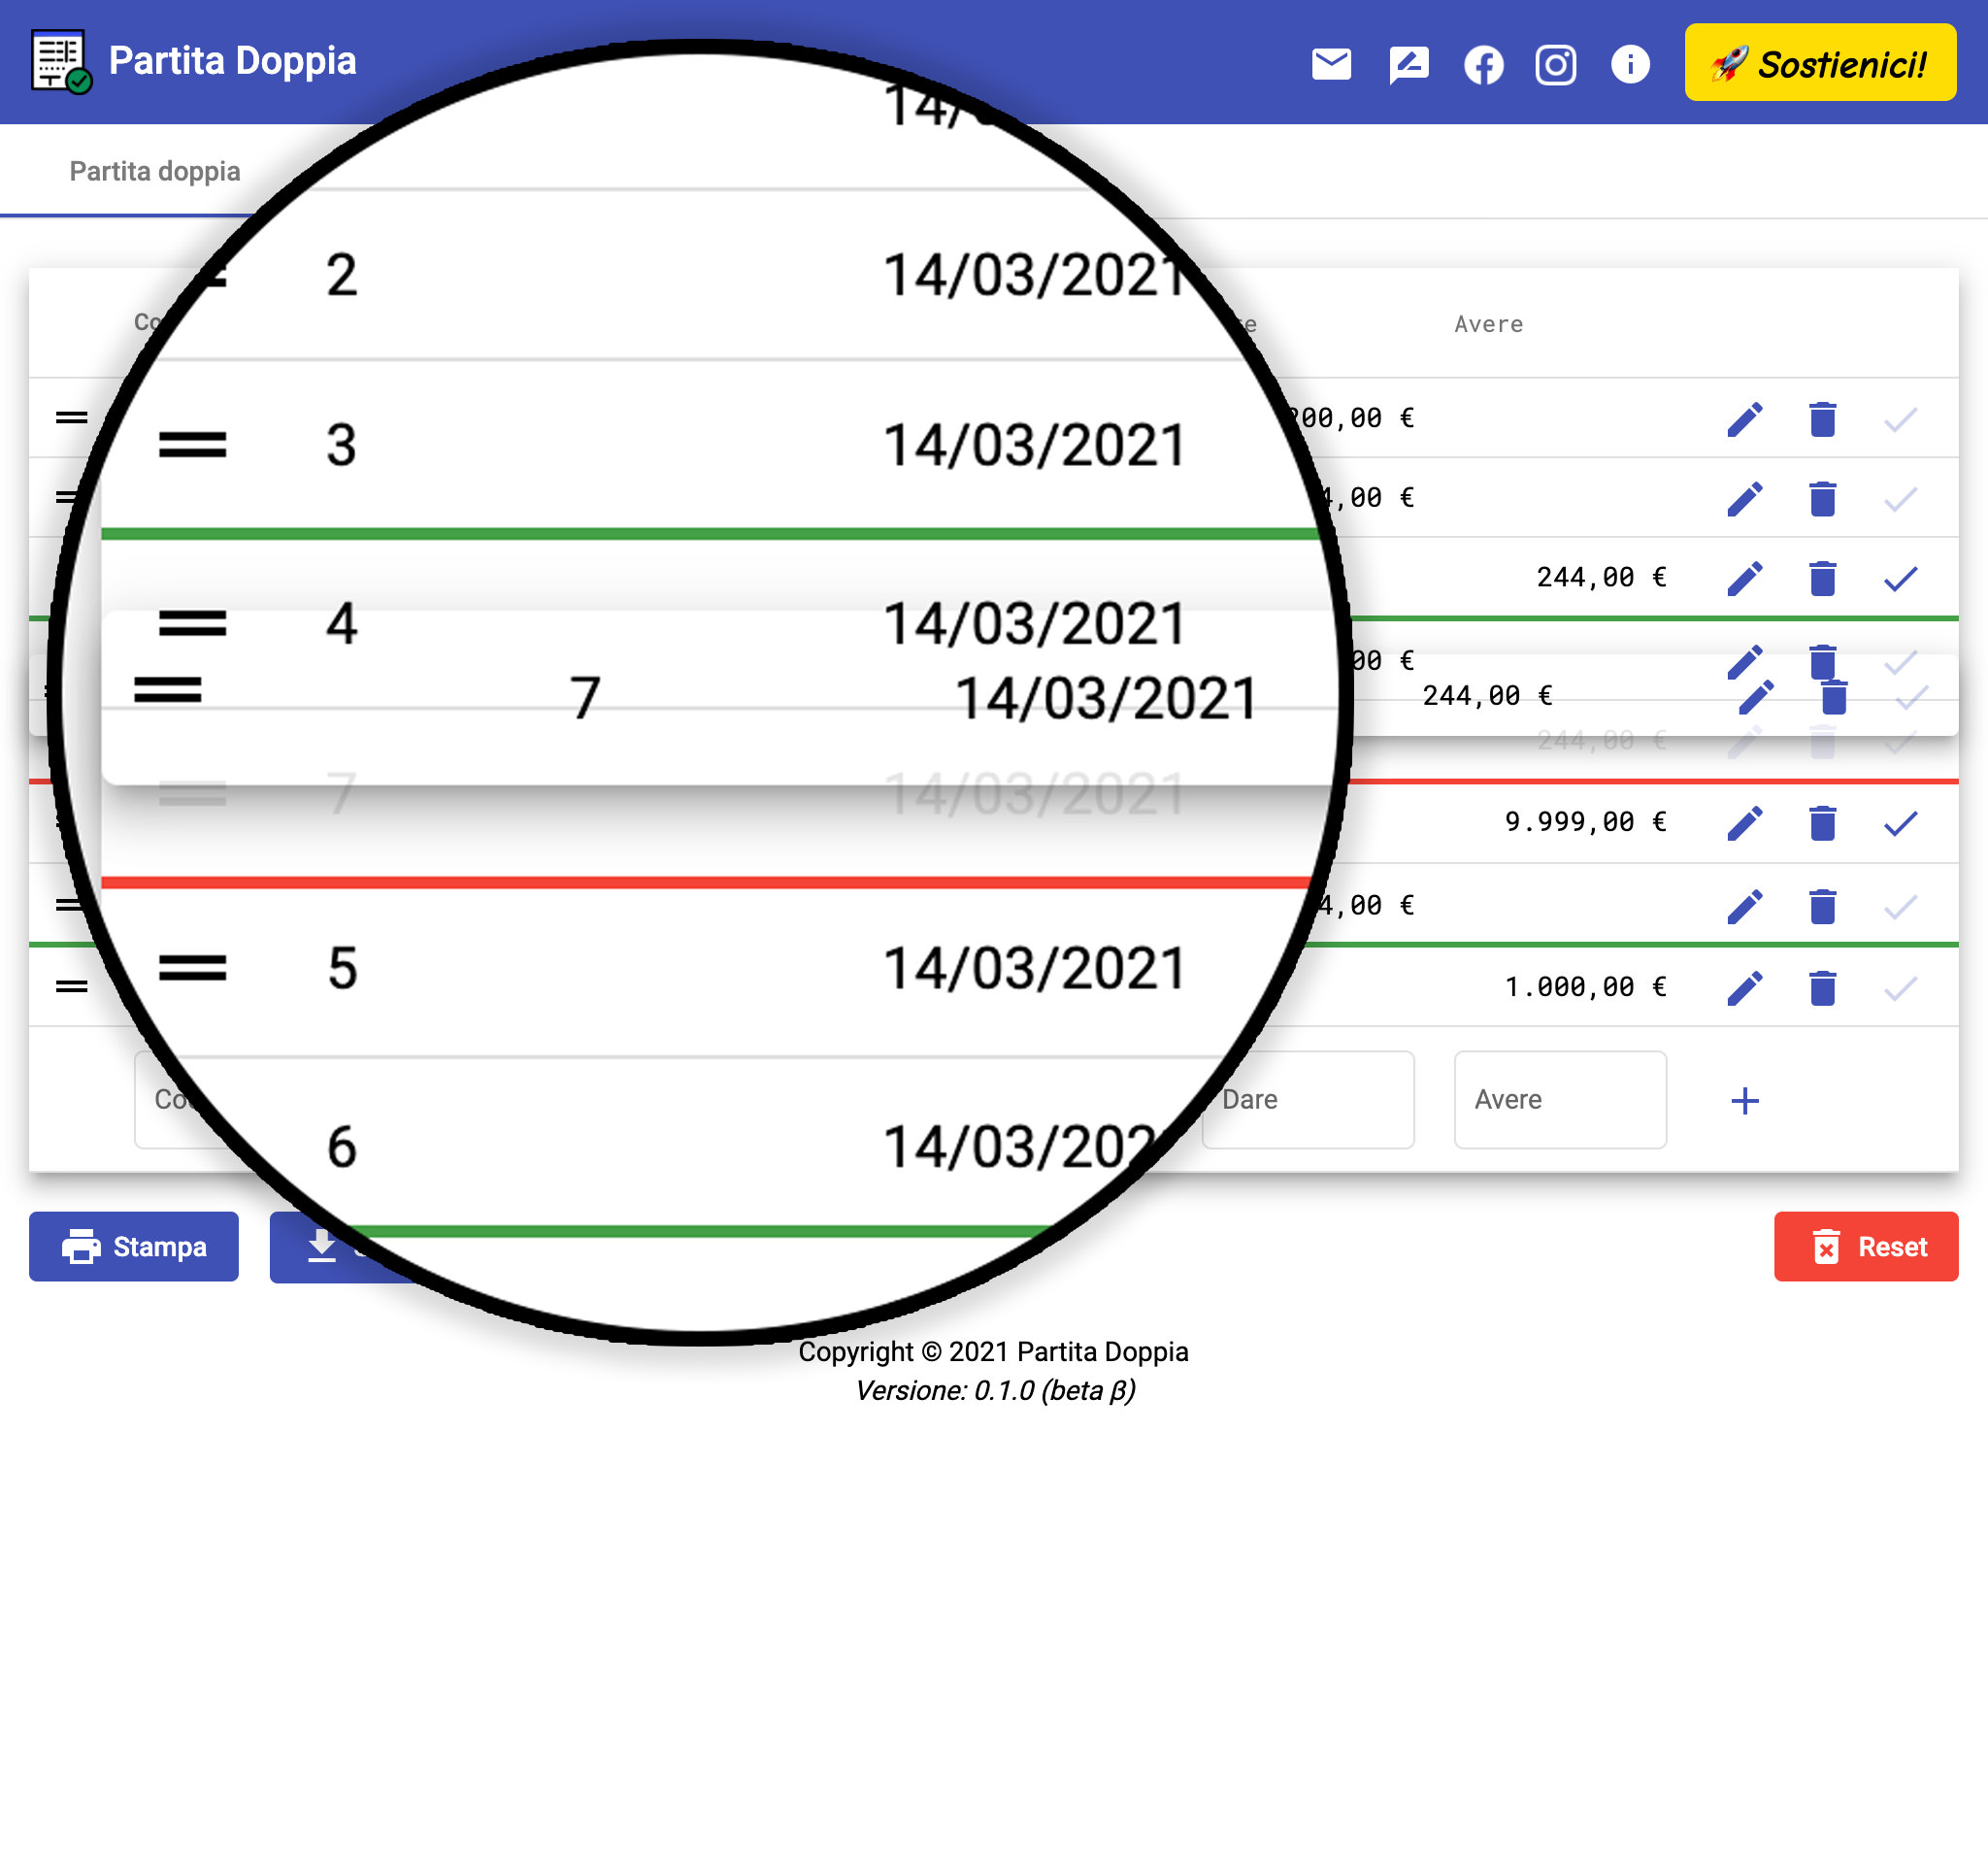 Partita Doppia
Sostienici!
Partita doppia
14/
2 14/03/2021
Avere
3 14/03/2021
00,00 €
,00 €
244,00 €
4 14/03/2021
00 €
7 14/03/2021
244,00 €
7 14/03/2021
244,00 €
9.999,00 €
5 14/03/2021
4,00 €
1.000,00 €
6 14/03/202
Co
Dare
Avere
Stampa
Reset
Copyright © 2021 Partita Doppia
Versione: 0.1.0 (beta β)